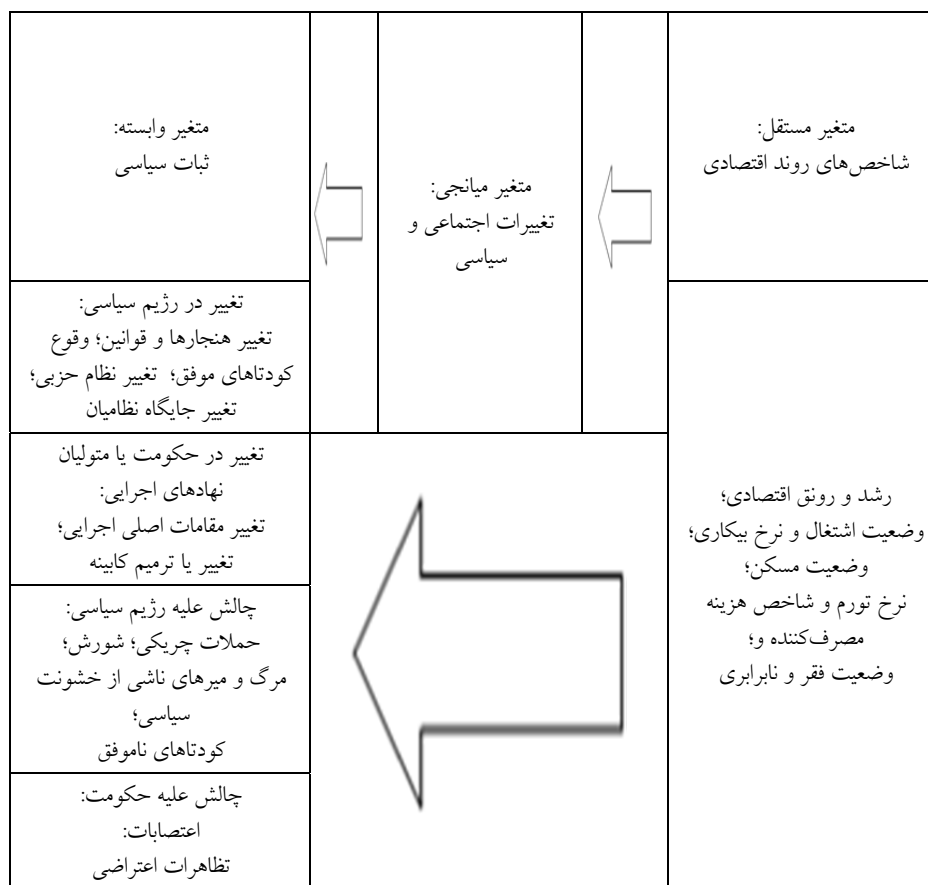 متغیر مستقل:
شاخص‌های روند اقتصادی
متغیر میانجی:
تغییرات اجتماعی و
سیاسی
متغیر وابسته:
ثبات سیاسی
رشد و رونق اقتصادی؛
وضعیت اشتغال و نرخ بیکاری؛
وضعیت مسکن؛
نرخ تورم و شاخص هزینه
مصرف‌کننده و؛
وضعیت فقر و نابرابری
تغییر در رژیم سیاسی:
تغییر هنجارها و قوانین؛ وقوع
کودتاهای موفق؛ تغییر نظام حزبی؛
تغییر جایگاه نظامیان
تغییر در حکومت یا متولیان
نهادهای اجرایی:
تغییر مقامات اصلی اجرایی؛
تغییر یا ترمیم کابینه
چالش علیه رژیم سیاسی:
حملات چریکی؛ شورش؛
مرگ و میرهای ناشی از خشونت
سیاسی؛
کودتاهای ناموفق
چالش علیه حکومت:
اعتصابات:
تظاهرات اعتراضی